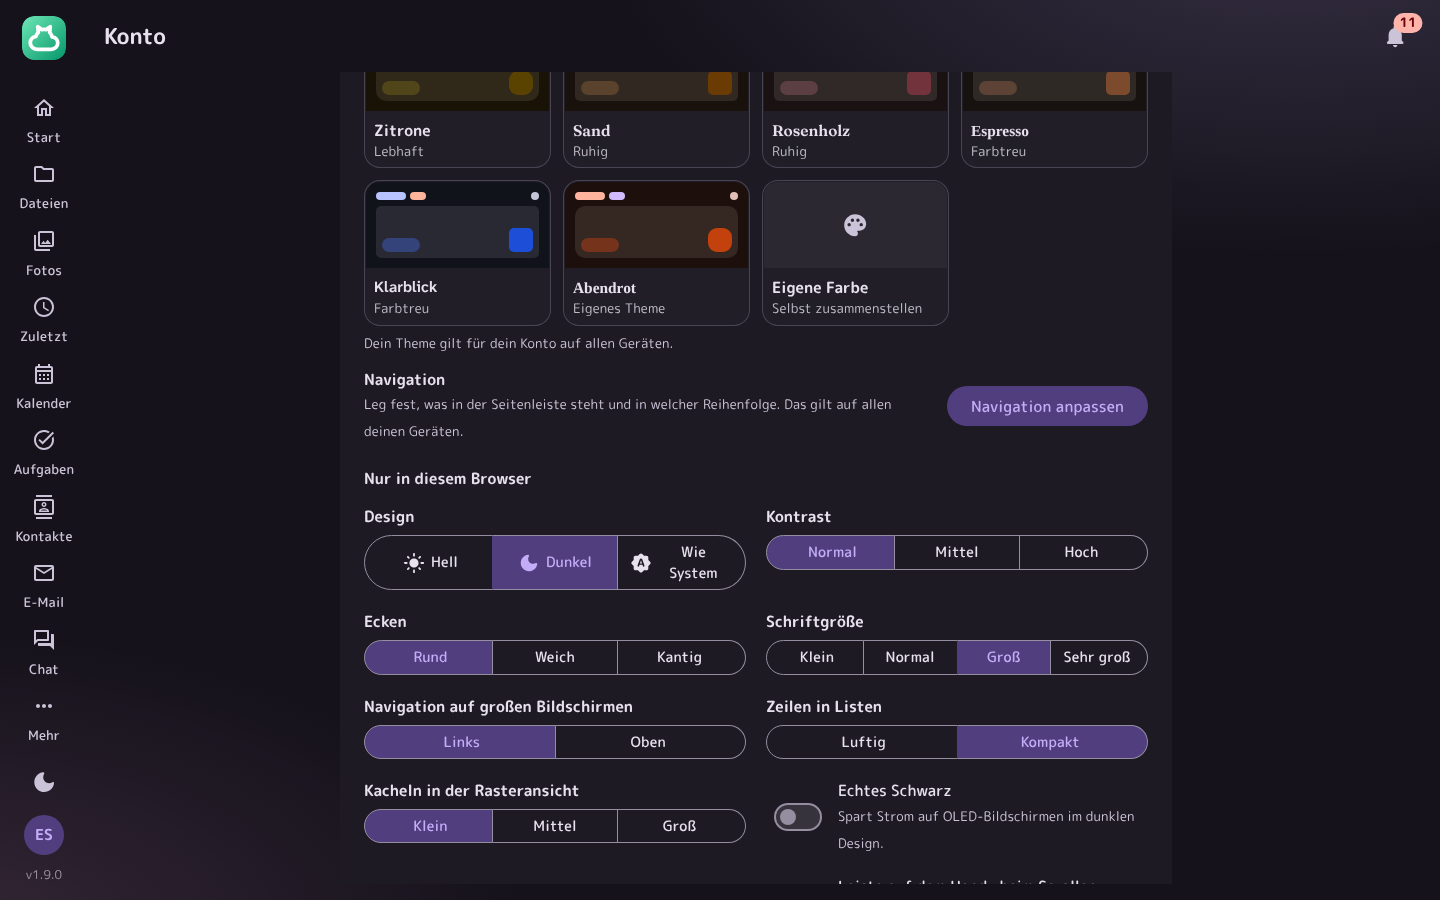 Konto
11
Start
Dateien
Fotos
Zuletzt
Kalender
Aufgaben
Kontakte
E-Mail
Chat
Mehr
ES
v1.9.0
Zitrone
Lebhaft
Sand
Ruhig
Rosenholz
Ruhig
Espresso
Farbtreu
Klarblick
Farbtreu
Abendrot
Eigenes Theme
Eigene Farbe
Selbst zusammenstellen
Dein Theme gilt für dein Konto auf allen Geräten.
Navigation
Leg fest, was in der Seitenleiste steht und in welcher Reihenfolge. Das gilt auf allen
deinen Geräten.
Navigation anpassen
Nur in diesem Browser
Design
Hell
Dunkel
A
Wie
System
Kontrast
Normal
Mittel
Hoch
Ecken
Rund
Weich
Kantig
Schriftgröße
Klein
Normal
Groß
Sehr groß
Navigation auf großen Bildschirmen
Links
Oben
Zeilen in Listen
Luftig
Kompakt
Kacheln in der Rasteransicht
Klein
Mittel
Groß
Echtes Schwarz
Spart Strom auf OLED-Bildschirmen im dunklen
Design.